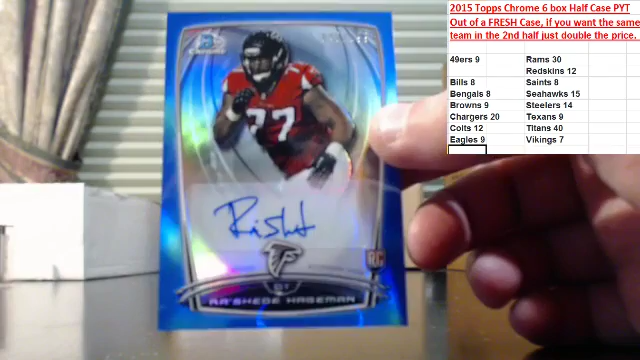 2015 Topps Chrome 6 box Half Case PYT
Out of a FRESH Case, if you want the same
team in the 2nd half just double the price.
49ers 9 Rams 30
Redskins 12
Bills 8 Saints 8
Bengals 8 Seahawks 15
Browns 9 Steelers 14
Chargers 20 Texans 9
Colts 12 Titans 40
Eagles 9 Vikings 7
77
RC
DT
RA'SHEDE HAGEMAN